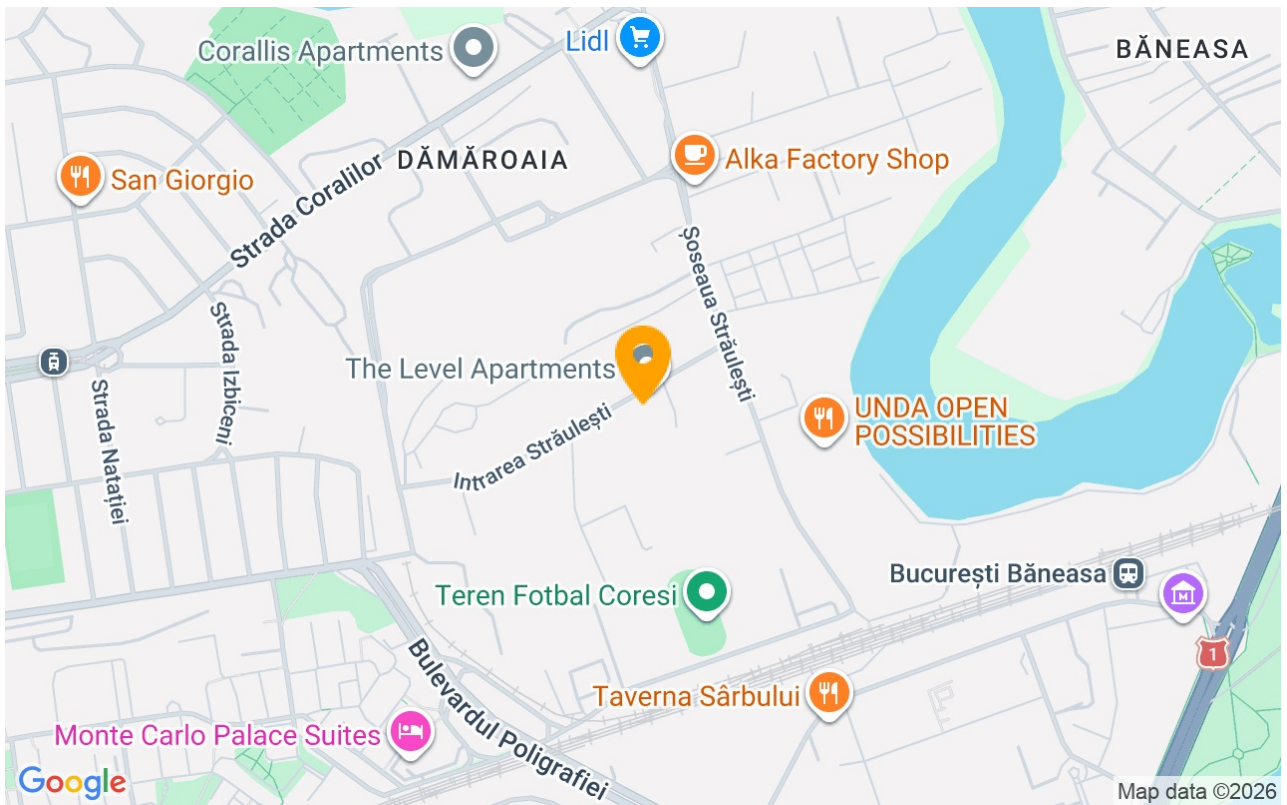 Corallis Apartments
Lidl
BĂNEASA
DĂMĂROAIA
Alka Factory Shop
San Giorgio
Strada Coralilor
Șoseaua Străulești
Strada Izbiceni
The Level Apartments
Strada Natației
UNDA OPEN
POSSIBILITIES
Intrarea Străulești
București Băneasa
Teren Fotbal Coresi
1
Bulevardul Poligrafiei
Taverna Sârbului
Monte Carlo Palace Suites
Google
Map data ©2026